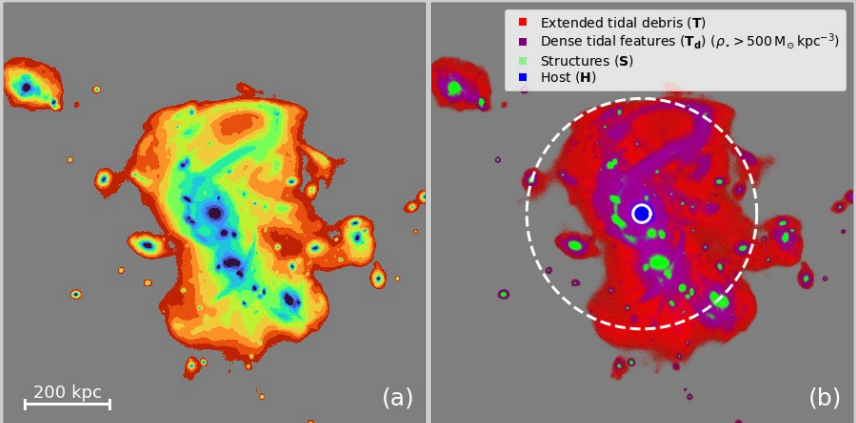 Extended tidal debris (T)
Dense tidal features (T_d) (ρ⋆ > 500 M⊙ kpc⁻³)
Structures (S)
Host (H)
200 kpc
(a)
(b)